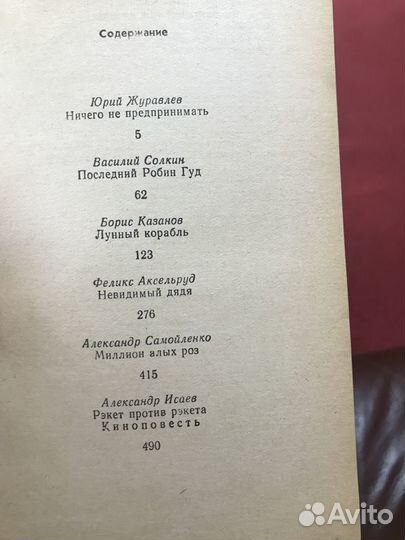 Содержание
Юрий Журавлев
Ничего не предпринимать
5
Василий Солкин
Последний Робин Гуд
62
Борис Казанов
Лунный корабль
123
Феликс Аксельруд
Невидимый дядя
276
Александр Самойленко
Миллион алых роз
415
Александр Исаев
Рэкет против рэкета
Киноповесть
490
Avito